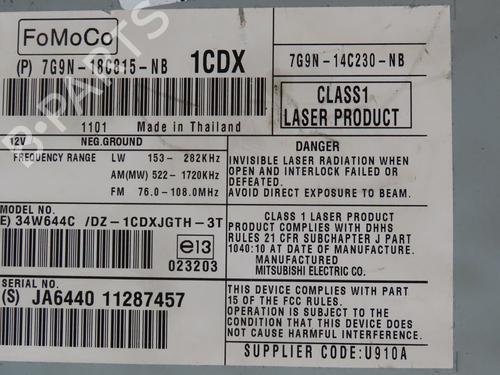 FoMoCo
(P) 7G9N-18C815-NB
1CDX
7G9N-14C230-NB
CLASS1
LASER PRODUCT
1101 Made in Thailand
12V NEG.GROUND
FREQUENCY RANGE LW 153 - 282KHz
AM(MW) 522 - 1720KHz
FM 76.0 - 108.0MHz
DANGER
INVISIBLE LASER RADIATION WHEN
OPEN AND INTERLOCK FAILED OR
DEFEATED.
AVOID DIRECT EXPOSURE TO BEAM.
MODEL NO.
E) 34W644C /DZ-1CDXJGTH-3T
e13
023203
CLASS 1 LASER PRODUCT
PRODUCT COMPLIES WITH DHHS
RULES 21 CFR SUBCHAPTER J PART
1040:10 AT DATE OF MANUFACTURE.
MANUFACTURED
MITSUBISHI ELECTRIC CO.
SERIAL NO.
(S) JA6440 11287457
THIS DEVICE COMPLIES WITH PART
15 OF THE FCC RULES.
OPERATION IS SUBJECT TO THE
CONDITION THAT THIS DEVICE DOES
NOT CAUSE HARMFUL INTERFERENCE.
SUPPLIER CODE:U910A
B-PARTS